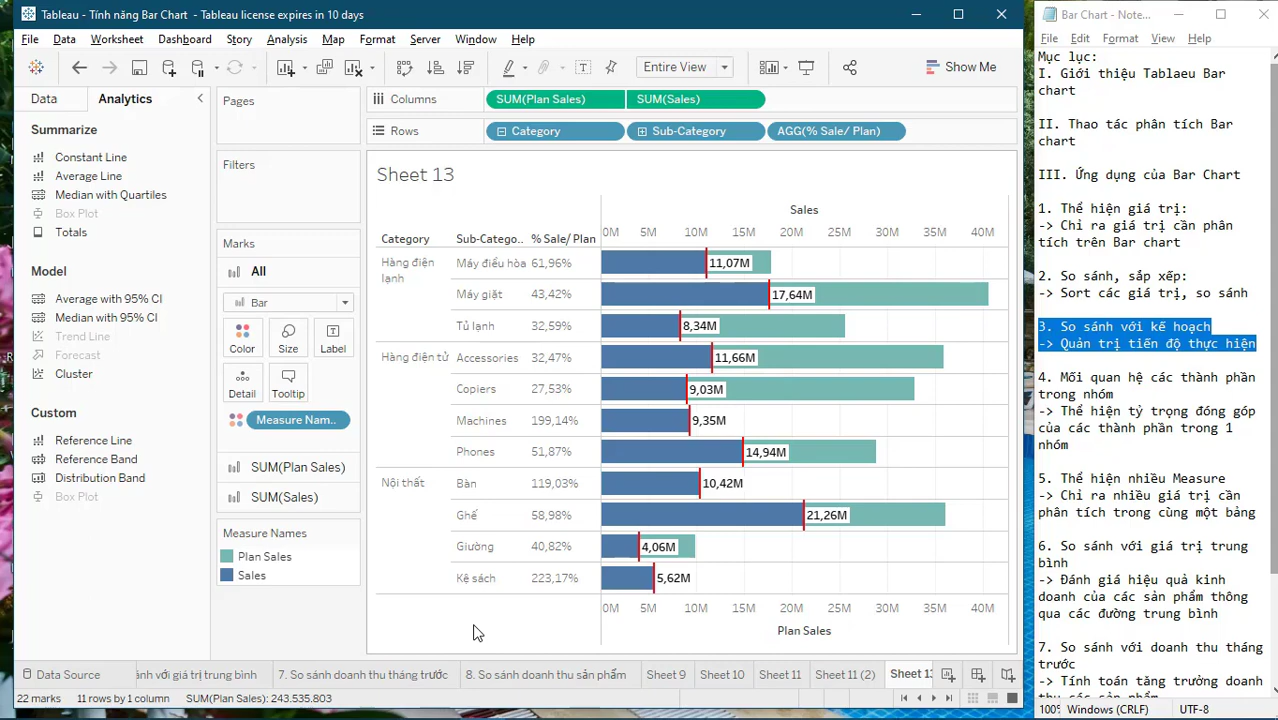 Tableau - Tính năng Bar Chart - Tableau license expires in 10 days
File Data Worksheet Dashboard Story Analysis Map Format Server Window Help
Entire View
Show Me
Data Analytics
Summarize
Constant Line
Average Line
Median with Quartiles
Box Plot
Totals
Model
Average with 95% CI
Median with 95% CI
Trend Line
Forecast
Cluster
Custom
Reference Line
Reference Band
Distribution Band
Box Plot
Pages
Filters
Marks
All
Bar
Color Size Label
Detail Tooltip
Measure Nam..
SUM(Plan Sales)
SUM(Sales)
Measure Names
Plan Sales
Sales
Columns SUM(Plan Sales) SUM(Sales)
Rows Category Sub-Category AGG(% Sale/ Plan)
Sheet 13
Sales
0M 5M 10M 15M 20M 25M 30M 35M 40M
Category Sub-Catego.. % Sale/ Plan
Hàng điện
lạnh
Máy điều hòa 61,96% 11,07M
Máy giặt 43,42% 17,64M
Tủ lạnh 32,59% 8,34M
Hàng điện tử Accessories 32,47% 11,66M
Copiers 27,53% 9,03M
Machines 199,14% 9,35M
Phones 51,87% 14,94M
Nội thất Bàn 119,03% 10,42M
Ghế 58,98% 21,26M
Giường 40,82% 4,06M
Kệ sách 223,17% 5,62M
0M 5M 10M 15M 20M 25M 30M 35M 40M
Plan Sales
Data Source ánh với giá trị trung bình 7. So sánh doanh thu tháng trước 8. So sánh doanh thu sản phẩm Sheet 9 Sheet 10 Sheet 11 Sheet 11 (2) Sheet 13
22 marks 11 rows by 1 column SUM(Plan Sales): 243.535.805
Bar Chart - Note...
File Edit Format View Help
Mục lục:
I. Giới thiệu Tablaeu Bar
chart
II. Thao tác phân tích Bar
chart
III. Ứng dụng của Bar Chart
1. Thể hiện giá trị:
-> Chỉ ra giá trị cần phân
tích trên Bar chart
2. So sánh, sắp xếp:
-> Sort các giá trị, so sánh
3. So sánh với kế hoạch
-> Quản trị tiến độ thực hiện
4. Mối quan hệ các thành phần
trong nhóm
-> Thể hiện tỷ trọng đóng góp
của các thành phần trong 1
nhóm
5. Thể hiện nhiều Measure
-> Chỉ ra nhiều giá trị cần
phân tích trong cùng một bảng
6. So sánh với giá trị trung
bình
-> Đánh giá hiệu quả kinh
doanh của các sản phẩm thông
qua các đường trung bình
7. So sánh với doanh thu tháng
trước
-> Tính toán tăng trưởng doanh
thu các sản phẩm
100% Windows (CRLF) UTF-8